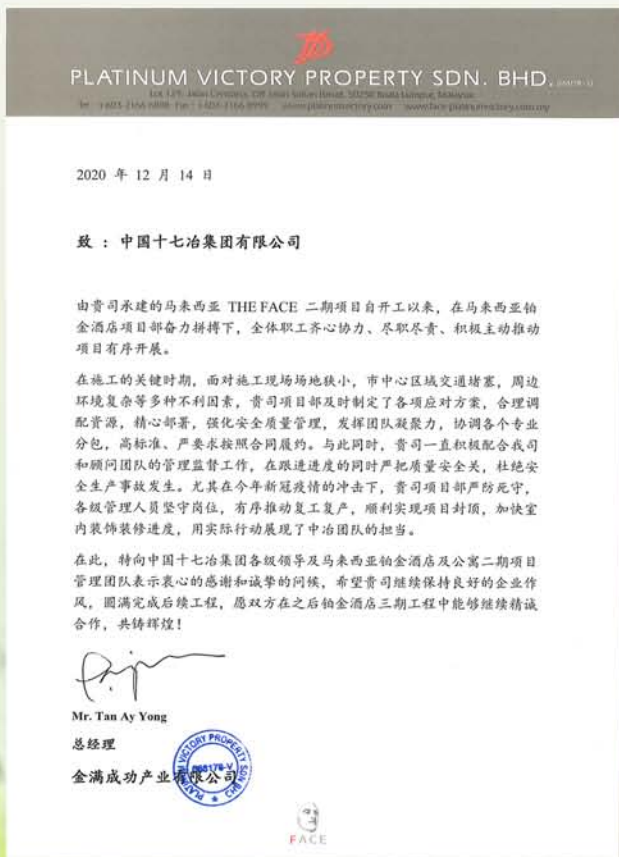 PLATINUM VICTORY PROPERTY SDN. BHD.
Lot 129, Jalan Cendana, Off Jalan Sultan Ismail, 50250 Kuala Lumpur, Malaysia
www.platinumvictory.com
2020 年 12 月 14 日
致 : 中国十七冶集团有限公司
由贵司承建的马来西亚 THE FACE 二期项目自开工以来，在马来西亚铂
金酒店项目部奋力拼搏下，全体职工齐心协力、尽职尽责、积极主动推动
项目有序开展。
在施工的关键时期，面对施工现场场地狭小，市中心区域交通堵塞，周边
环境复杂等多种不利因素，贵司项目部及时制定了各项应对方案，合理调
配资源，精心部署，强化安全质量管理，发挥团队凝聚力，协调各个专业
分包，高标准、严要求按照合同履约。与此同时，贵司一直积极配合我司
和顾问团队的管理监督工作，在跟进进度的同时严把质量安全关，杜绝安
全生产事故发生。尤其在今年新冠疫情的冲击下，贵司项目部严防死守，
各级管理人员坚守岗位，有序推动复工复产，顺利实现项目封顶，加快室
内装饰装修进度，用实际行动展现了中冶团队的担当。
在此，特向中国十七冶集团各级领导及马来西亚铂金酒店及公寓二期项目
管理团队表示衷心的感谢和诚挚的问候，希望贵司继续保持良好的企业作
风，圆满完成后续工程，愿双方在之后铂金酒店三期工程中能够继续精诚
合作，共铸辉煌！
Mr. Tan Ay Yong
总经理
金满成功产业有限公司
PLATINUM VICTORY PROPERTY SDN BHD
FACE